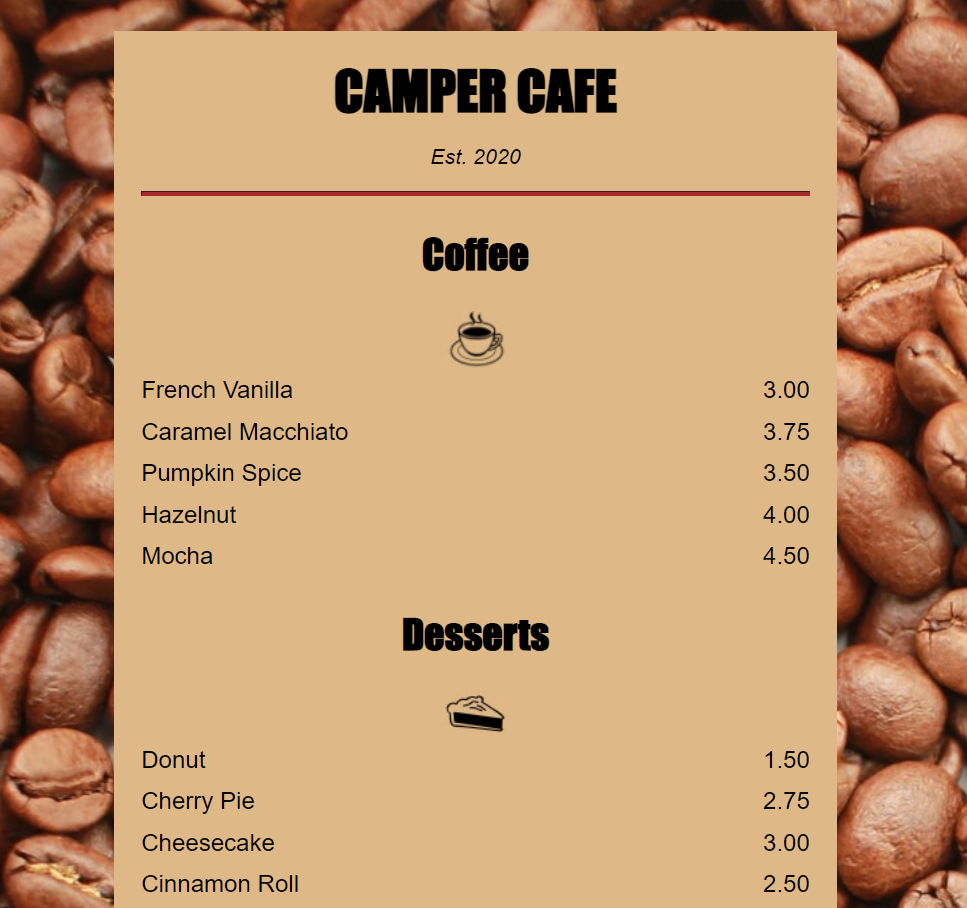 CAMPER CAFE
Est. 2020
Coffee
French Vanilla 3.00
Caramel Macchiato 3.75
Pumpkin Spice 3.50
Hazelnut 4.00
Mocha 4.50
Desserts
Donut 1.50
Cherry Pie 2.75
Cheesecake 3.00
Cinnamon Roll 2.50